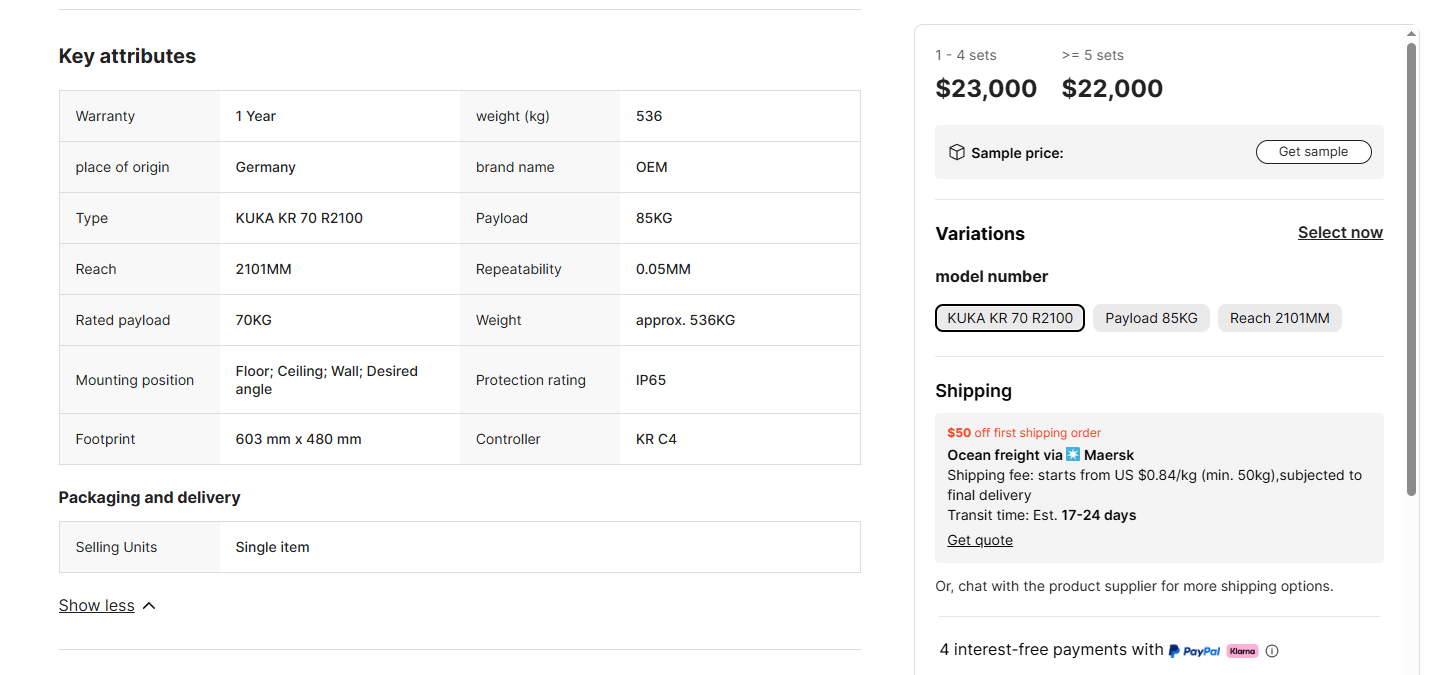 Key attributes
Warranty 1 Year weight (kg) 536
place of origin Germany brand name OEM
Type KUKA KR 70 R2100 Payload 85KG
Reach 2101MM Repeatability 0.05MM
Rated payload 70KG Weight approx. 536KG
Mounting position Floor; Ceiling; Wall; Desired
angle Protection rating IP65
Footprint 603 mm x 480 mm Controller KR C4
Packaging and delivery
Selling Units Single item
Show less
1 - 4 sets >= 5 sets
$23,000 $22,000
Sample price: Get sample
Variations Select now
model number
KUKA KR 70 R2100 Payload 85KG Reach 2101MM
Shipping
$50 off first shipping order
Ocean freight via Maersk
Shipping fee: starts from US $0.84/kg (min. 50kg),subjected to
final delivery
Transit time: Est. 17-24 days
Get quote
Or, chat with the product supplier for more shipping options.
4 interest-free payments with PayPal Klarna